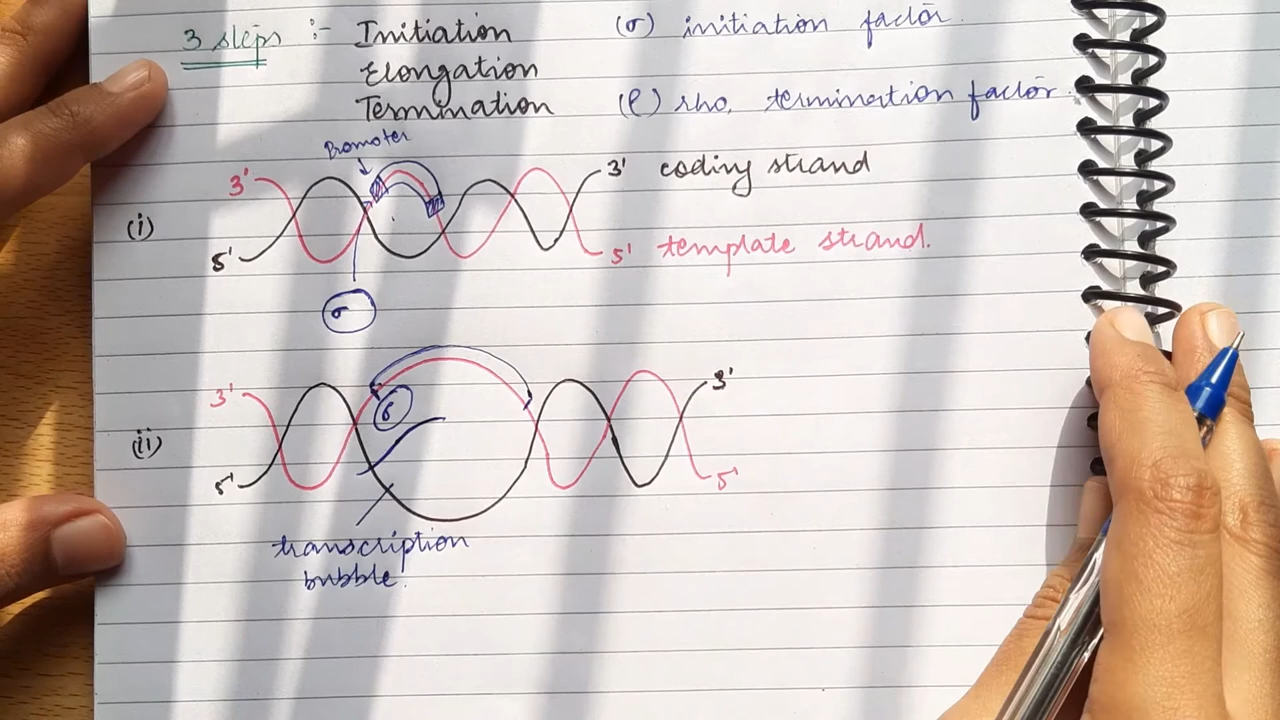 3 steps :- Initiation (σ) initiation factor.
Elongation
Termination (ρ) rho, termination factor.
Promoter
3' 3' coding strand
(i)
5' 5' template strand.
σ
3' 3'
σ
(ii)
5' 5'
transcription
bubble.